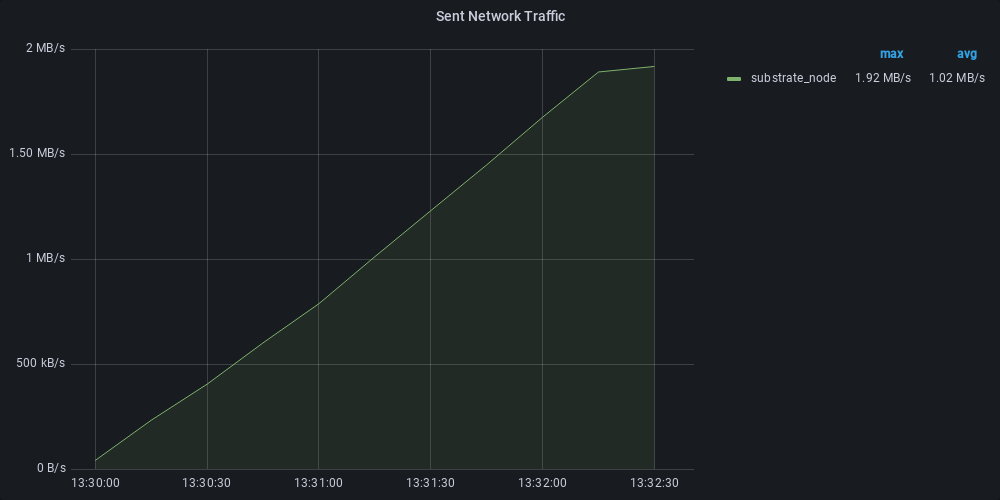 Sent Network Traffic
2 MB/s
1.50 MB/s
1 MB/s
500 kB/s
0 B/s
13:30:00 13:30:30 13:31:00 13:31:30 13:32:00 13:32:30
max avg
substrate_node 1.92 MB/s 1.02 MB/s